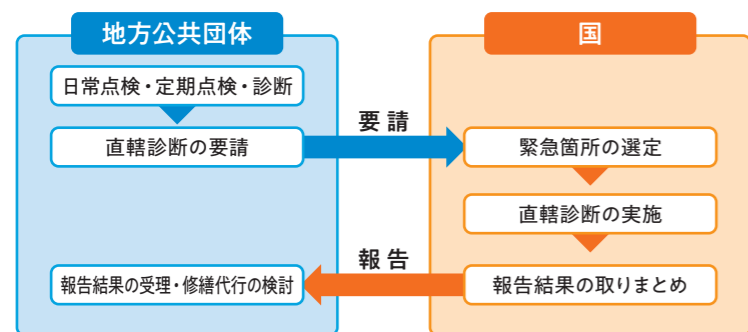 地方公共団体
国
日常点検・定期点検・診断
直轄診断の要請
要請
緊急箇所の選定
直轄診断の実施
報告
報告結果の受理・修繕代行の検討
報告結果の取りまとめ